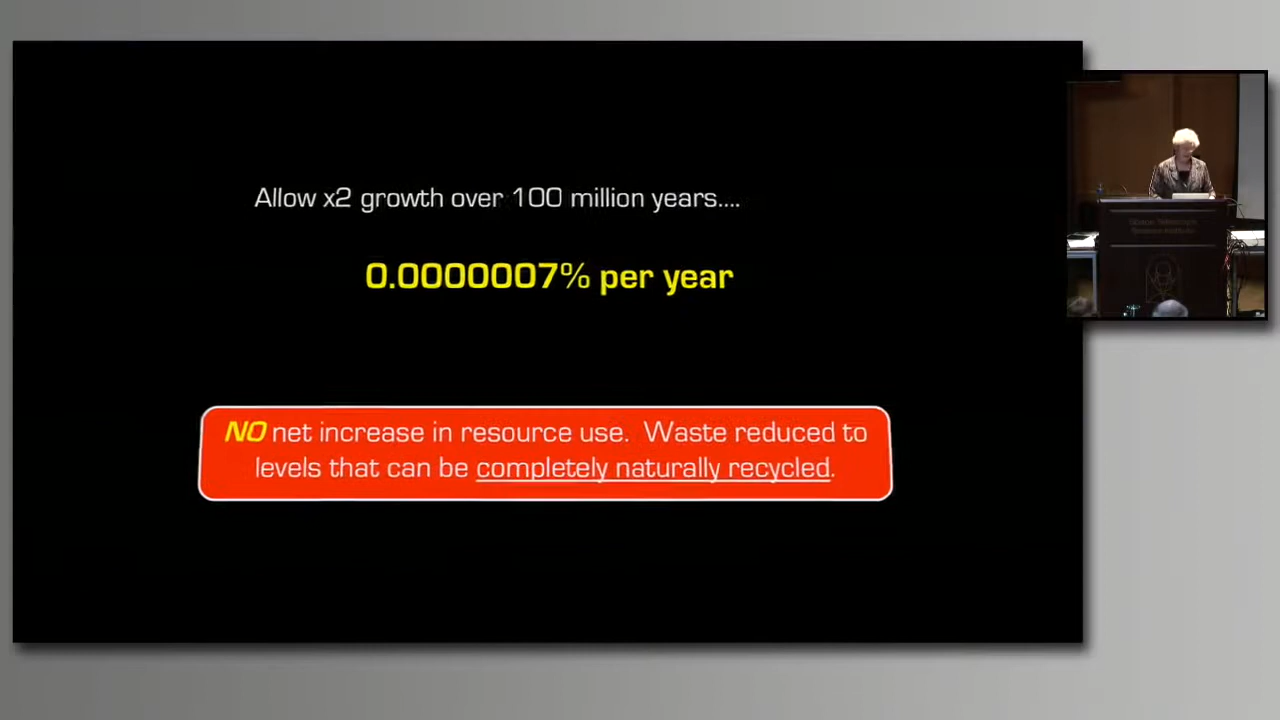 Allow x2 growth over 100 million years....
0.0000007% per year
NO net increase in resource use. Waste reduced to
levels that can be completely naturally recycled.